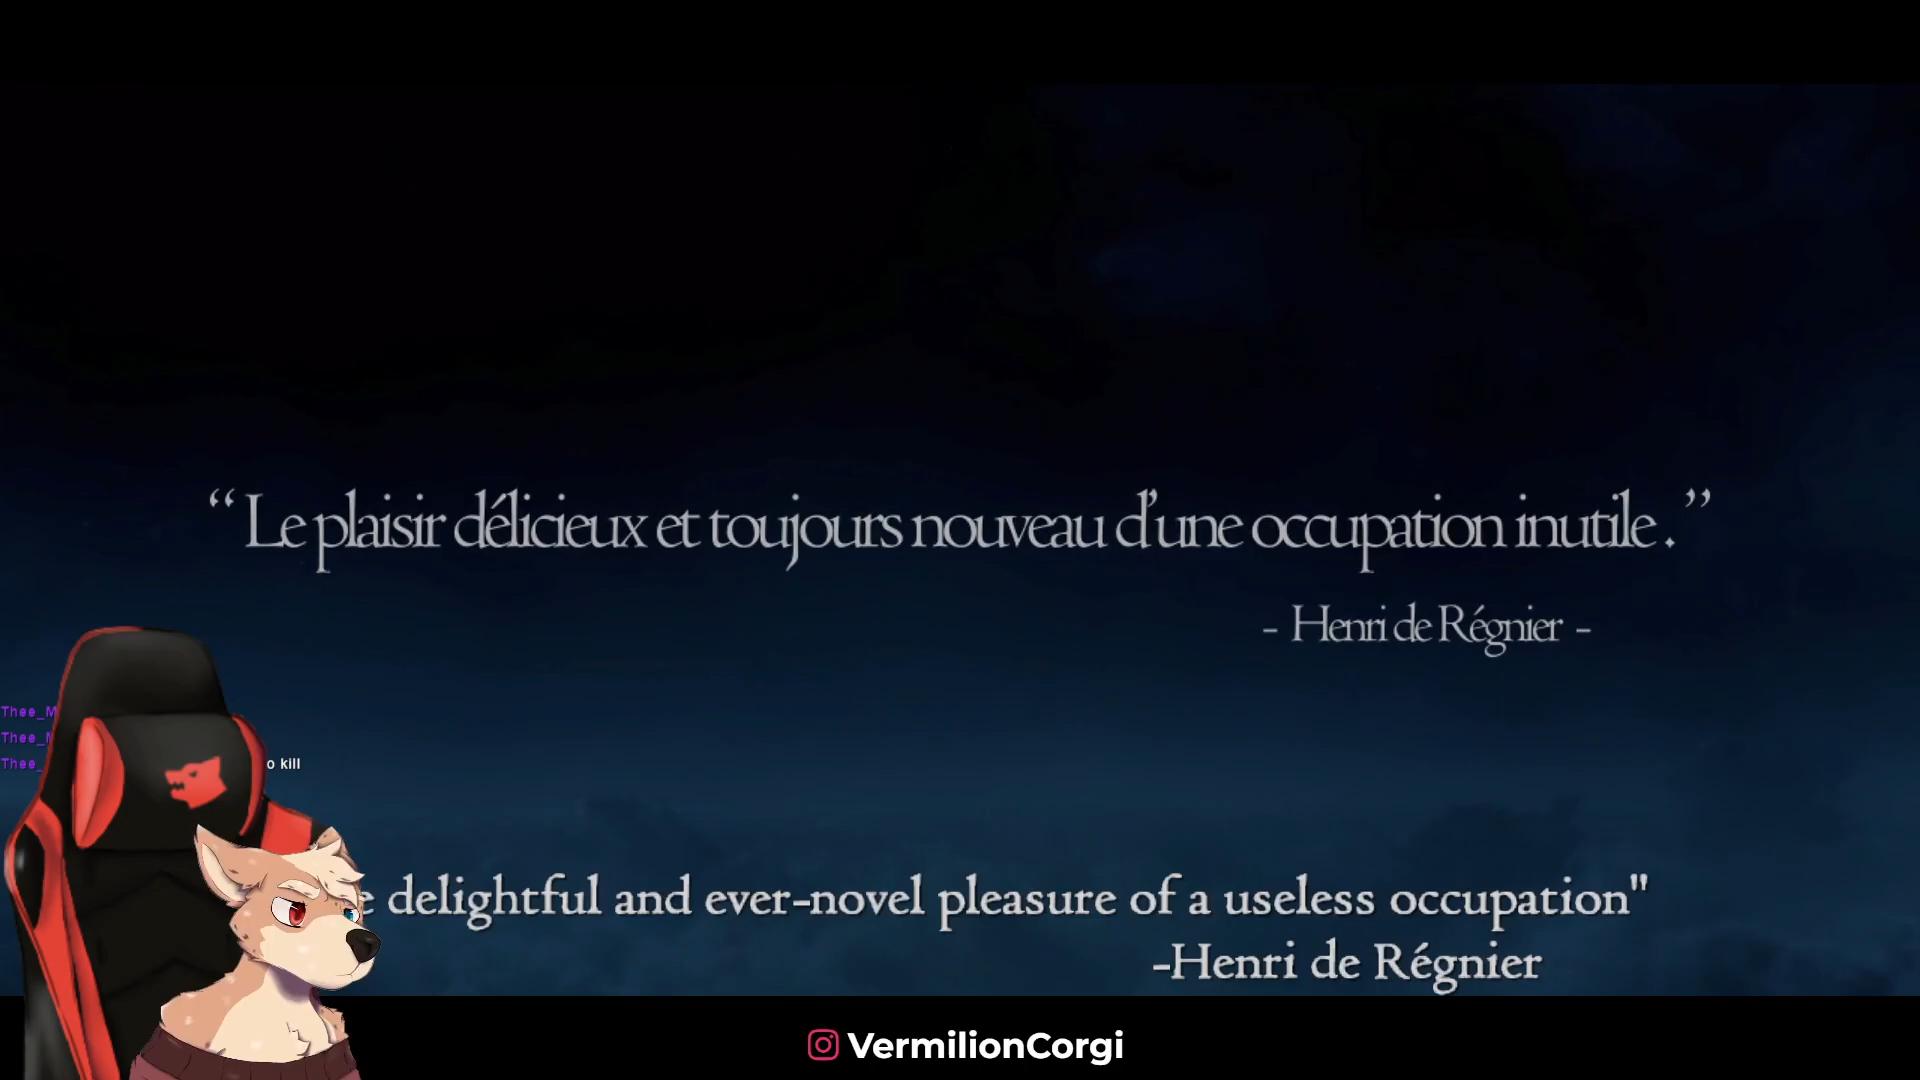 “Le plaisir délicieux et toujours nouveau d’une occupation inutile.”
- Henri de Régnier -
o kill
delightful and ever-novel pleasure of a useless occupation"
-Henri de Régnier
VermilionCorgi